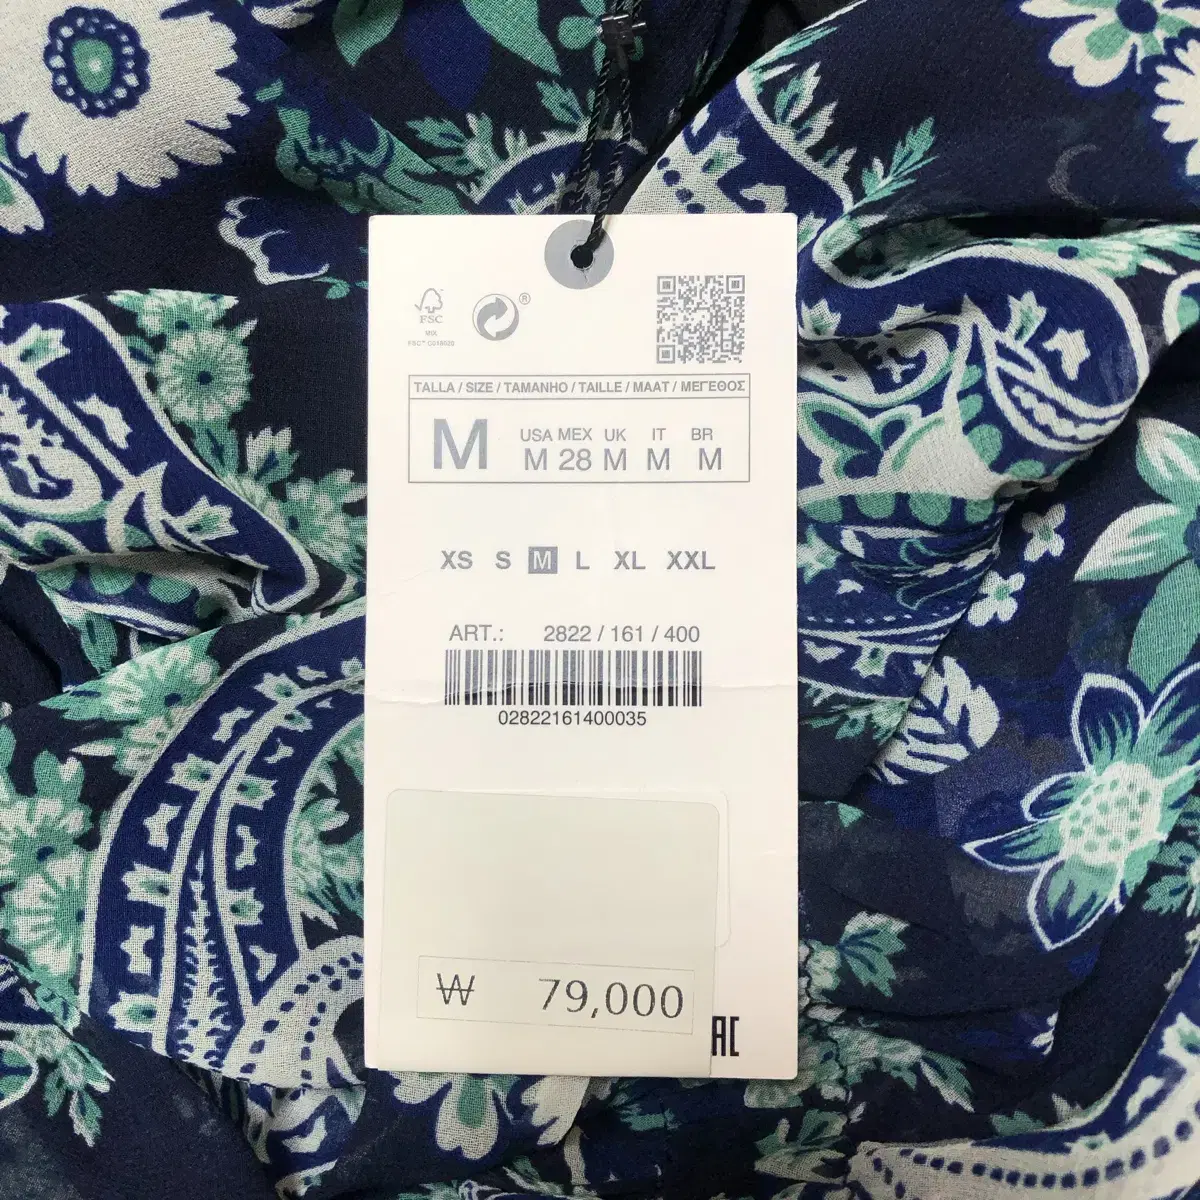 ®
FSC
MIX
TALLA / SIZE / TAMANHO / TAILLE / MAAT / ΜΕΓΕΘΟΣ
M USA M MEX 28 UK M IT M BR M
XS S M L XL XXL
ART.: 2822 / 161 / 400
02822161400035
₩ 79,000